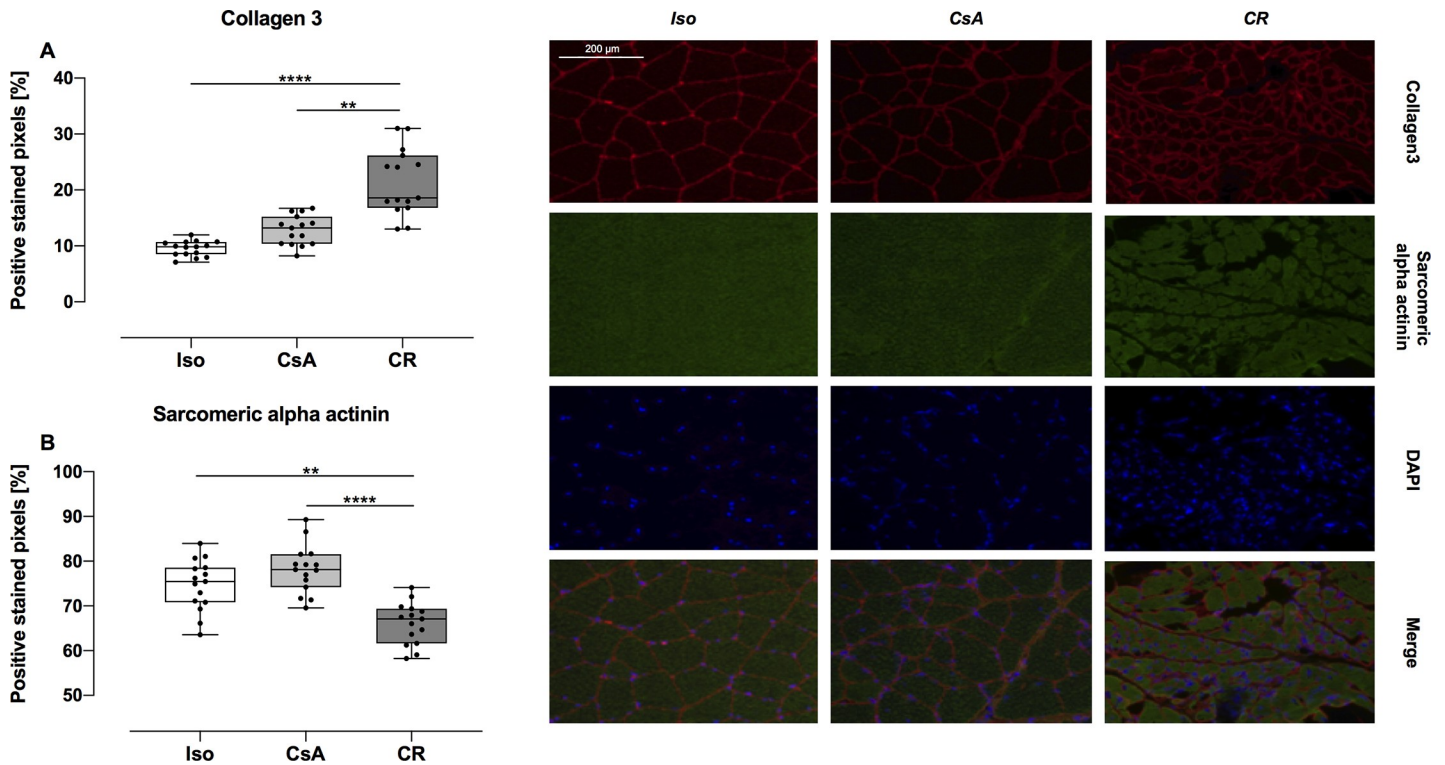 Collagen 3
A
Positive stained pixels [%]
40
30
20
10
0
****
**
Iso
CsA
CR
Sarcomeric alpha actinin
B
Positive stained pixels [%]
100
90
80
70
60
50
**
****
Iso
CsA
CR
Iso
CsA
CR
200 µm
Collagen3
Sarcomeric
alpha actinin
DAPI
Merge